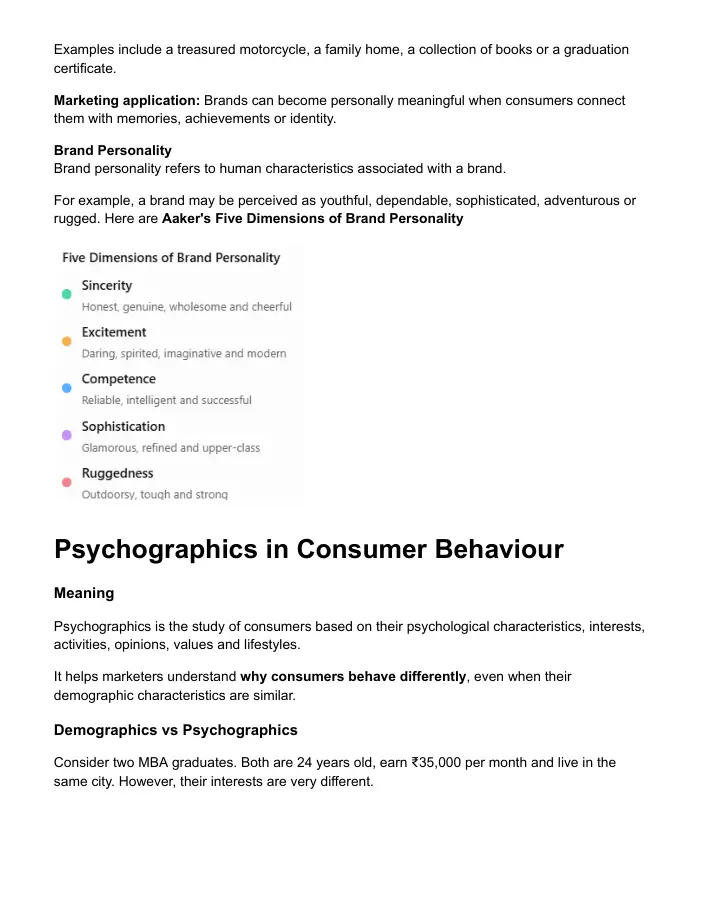 Examples include a treasured motorcycle, a family home, a collection of books or a graduation
certificate.
Marketing application: Brands can become personally meaningful when consumers connect
them with memories, achievements or identity.
Brand Personality
Brand personality refers to human characteristics associated with a brand.
For example, a brand may be perceived as youthful, dependable, sophisticated, adventurous or
rugged. Here are Aaker's Five Dimensions of Brand Personality
Five Dimensions of Brand Personality
Sincerity
Honest, genuine, wholesome and cheerful
Excitement
Daring, spirited, imaginative and modern
Competence
Reliable, intelligent and successful
Sophistication
Glamorous, refined and upper-class
Ruggedness
Outdoorsy, tough and strong
Psychographics in Consumer Behaviour
Meaning
Psychographics is the study of consumers based on their psychological characteristics, interests,
activities, opinions, values and lifestyles.
It helps marketers understand why consumers behave differently, even when their
demographic characteristics are similar.
Demographics vs Psychographics
Consider two MBA graduates. Both are 24 years old, earn ₹35,000 per month and live in the
same city. However, their interests are very different.